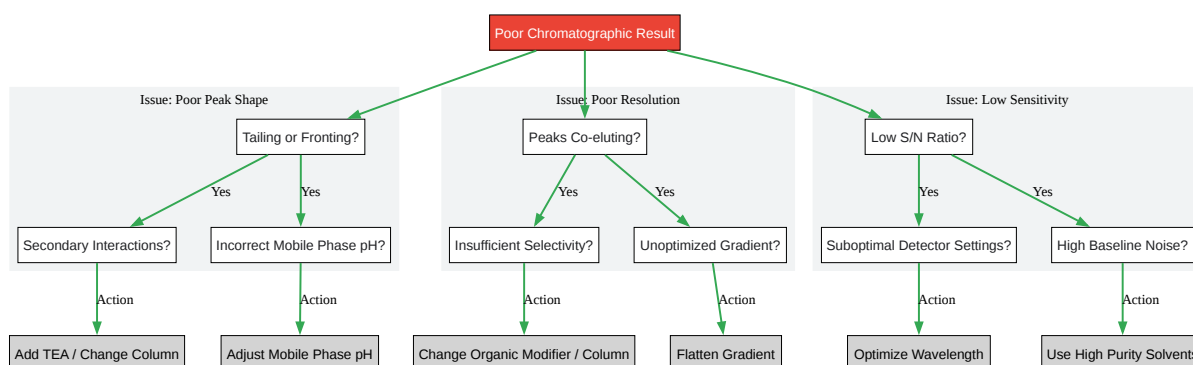 Poor Chromatographic Result
Issue: Poor Peak Shape
Issue: Poor Resolution
Issue: Low Sensitivity
Tailing or Fronting?
Peaks Co-eluting?
Low S/N Ratio?
Yes
Yes
Yes
Yes
Yes
Yes
Secondary Interactions?
Incorrect Mobile Phase pH?
Insufficient Selectivity?
Unoptimized Gradient?
Suboptimal Detector Settings?
High Baseline Noise?
Action
Action
Action
Action
Action
Action
Add TEA / Change Column
Adjust Mobile Phase pH
Change Organic Modifier / Column
Flatten Gradient
Optimize Wavelength
Use High Purity Solvents